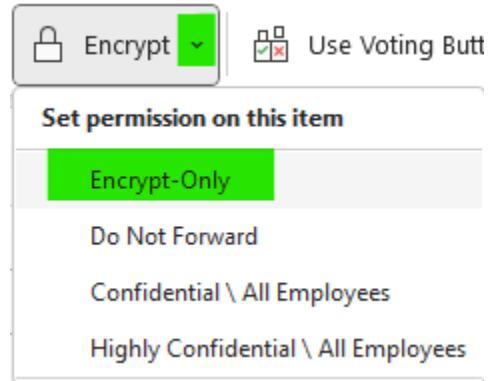 Encrypt
Use Voting Butt
Set permission on this item
Encrypt-Only
Do Not Forward
Confidential \ All Employees
Highly Confidential \ All Employees